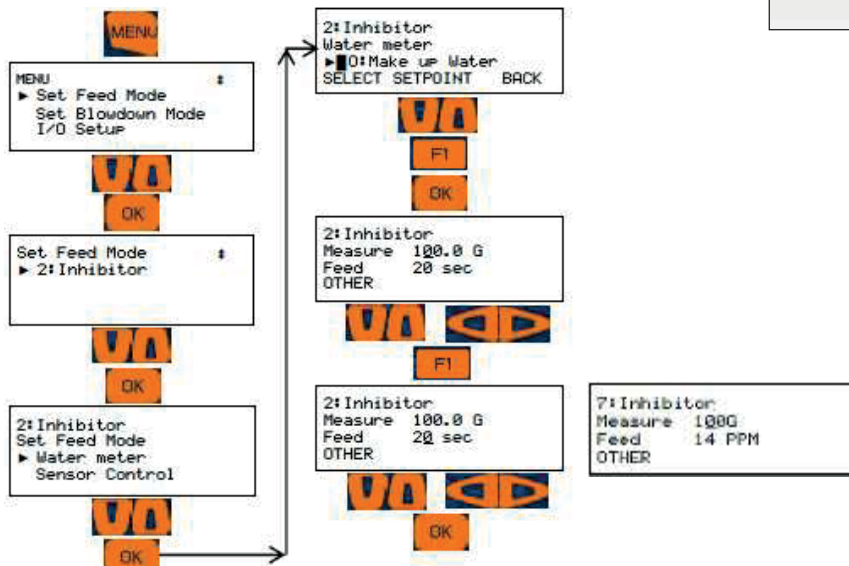 MENU
MENU ↕
► Set Feed Mode
Set Blowdown Mode
I/O Setup
OK
Set Feed Mode ↕
► 2:Inhibitor
OK
2:Inhibitor
Set Feed Mode
► Water meter
Sensor Control
OK
2:Inhibitor
Water meter
►█O:Make up Water
SELECT SETPOINT BACK
F1
OK
2:Inhibitor
Measure 100.0 G
Feed 20 sec
OTHER
F1
2:Inhibitor
Measure 100.0 G
Feed 20 sec
OTHER
OK
7:Inhibitor
Measure 100G
Feed 14 PPM
OTHER